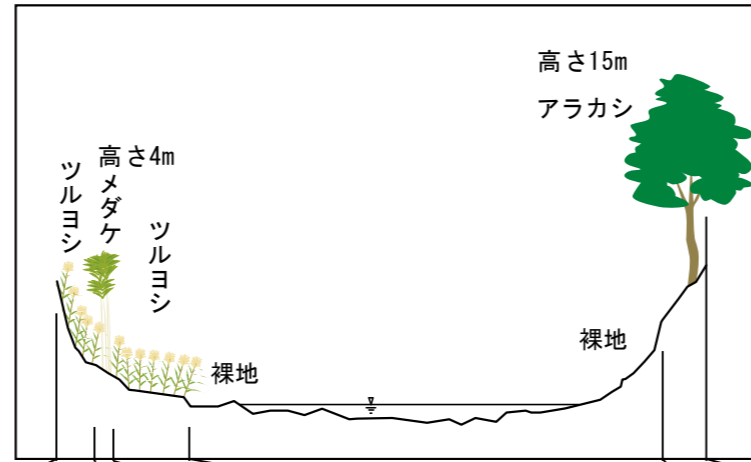 高さ15m
アラカシ
高さ4m
ツルヨシ
メダケ
ツルヨシ
裸地
裸地